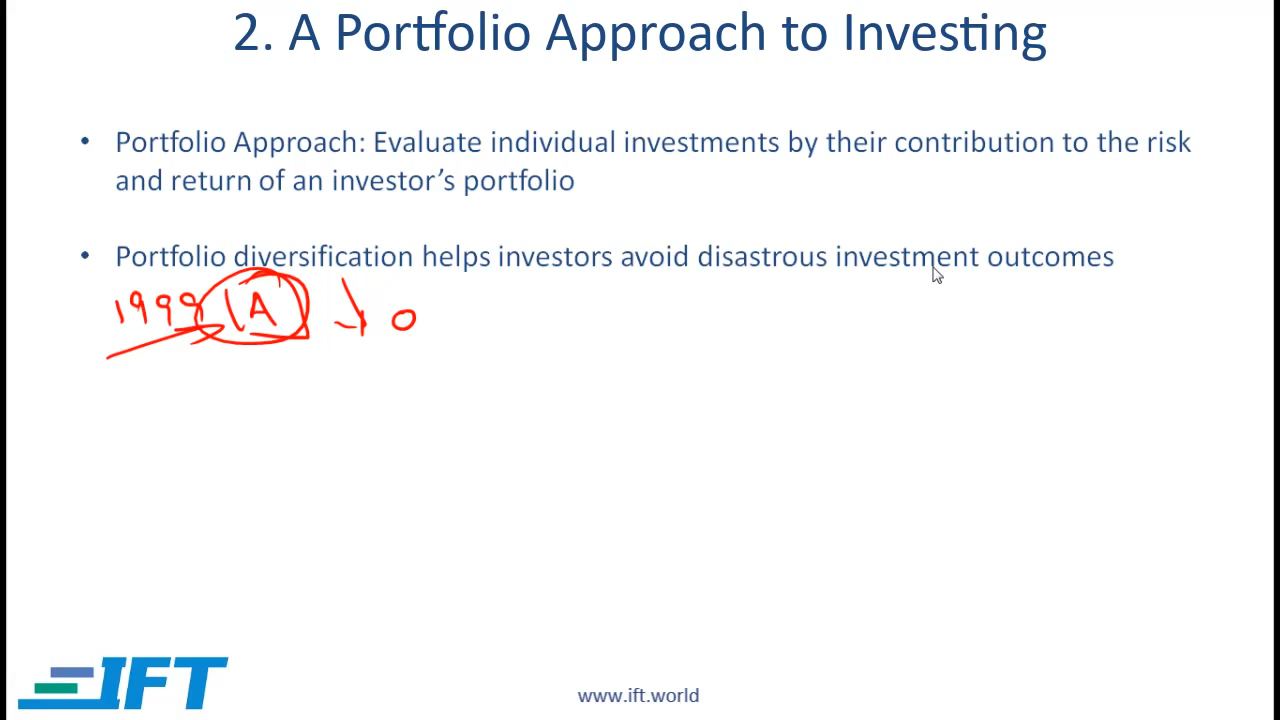 2. A Portfolio Approach to Investing
• Portfolio Approach: Evaluate individual investments by their contribution to the risk
and return of an investor’s portfolio
• Portfolio diversification helps investors avoid disastrous investment outcomes
1999 A 0
IFT
www.ift.world